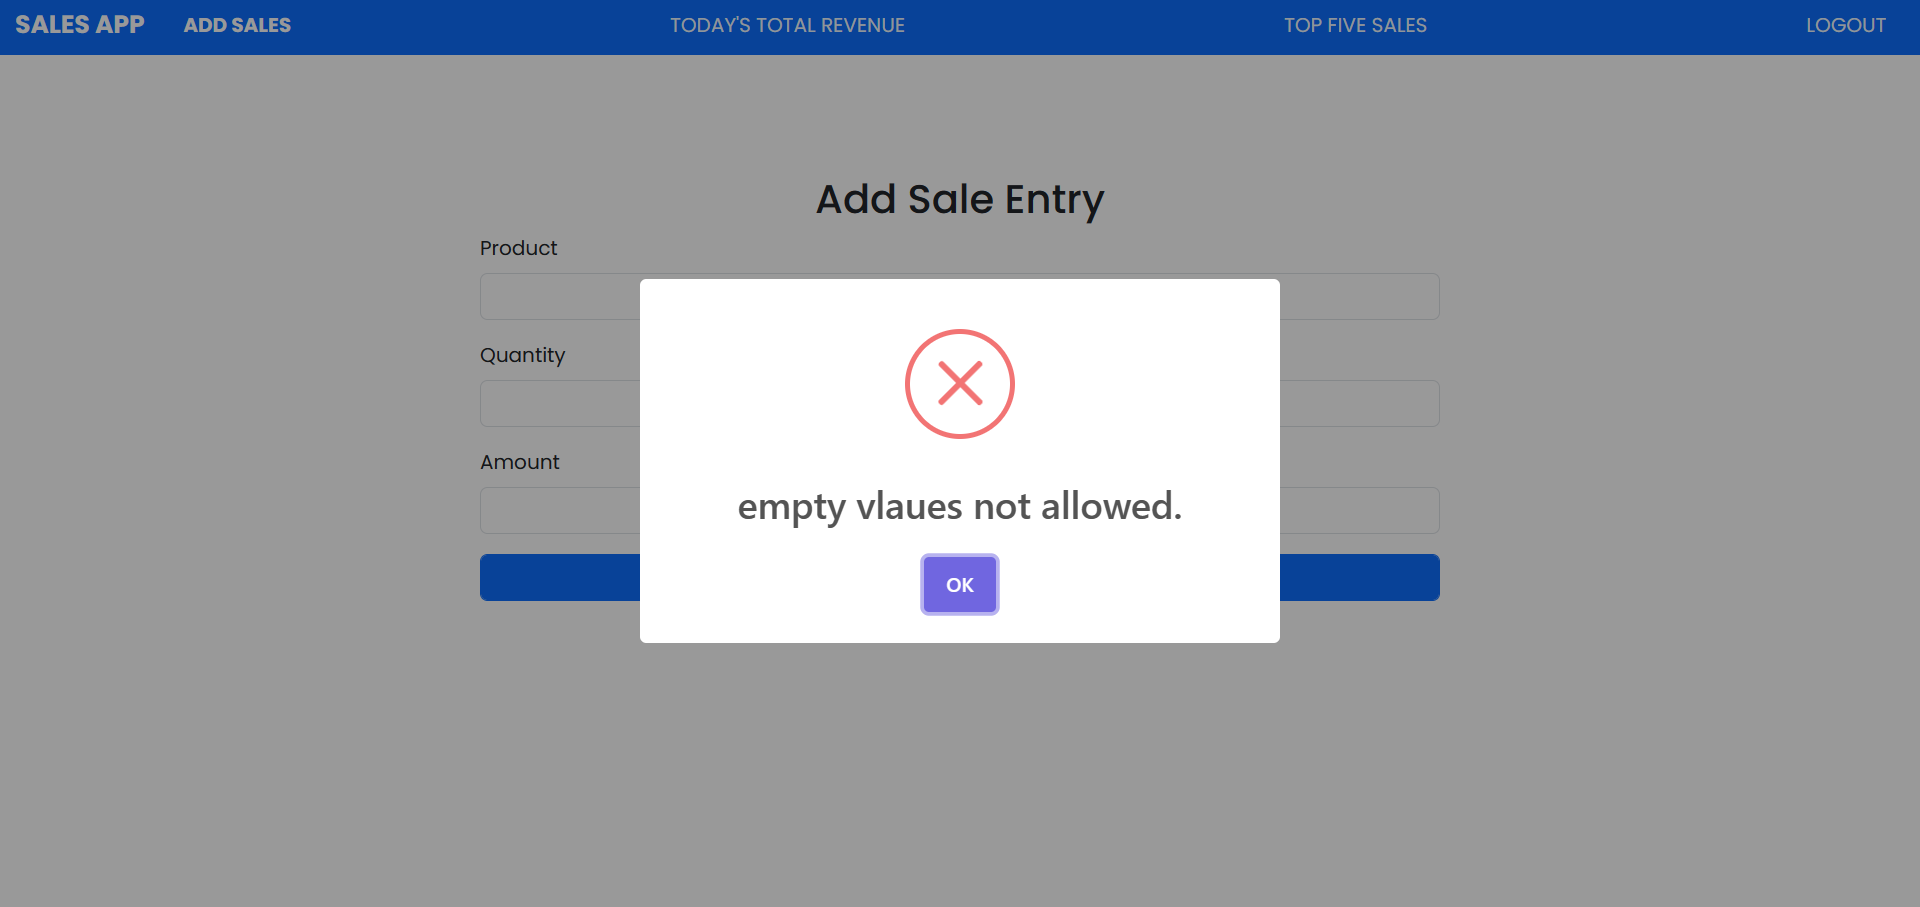 SALES APP ADD SALES TODAY'S TOTAL REVENUE TOP FIVE SALES LOGOUT
Add Sale Entry
Product
Quantity
Amount
empty vlaues not allowed.
OK